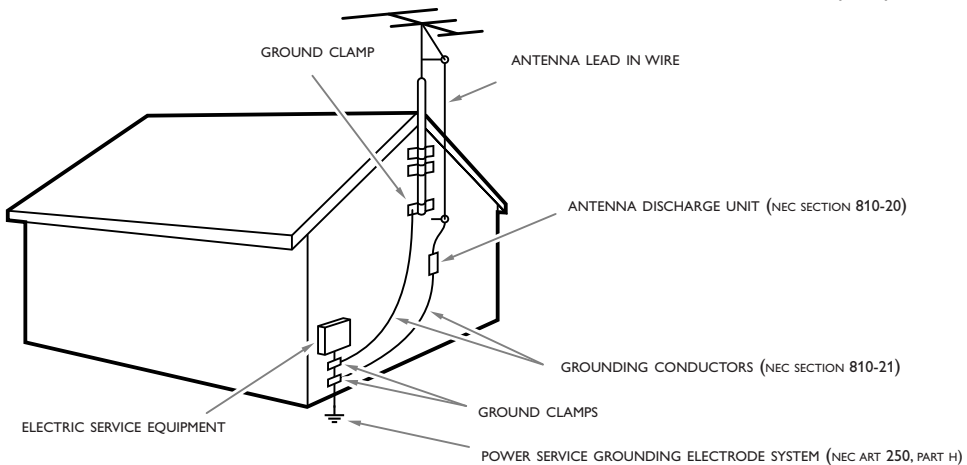 GROUND CLAMP
ANTENNA LEAD IN WIRE
ANTENNA DISCHARGE UNIT (NEC SECTION 810-20)
GROUNDING CONDUCTORS (NEC SECTION 810-21)
GROUND CLAMPS
ELECTRIC SERVICE EQUIPMENT
POWER SERVICE GROUNDING ELECTRODE SYSTEM (NEC ART 250, PART H)